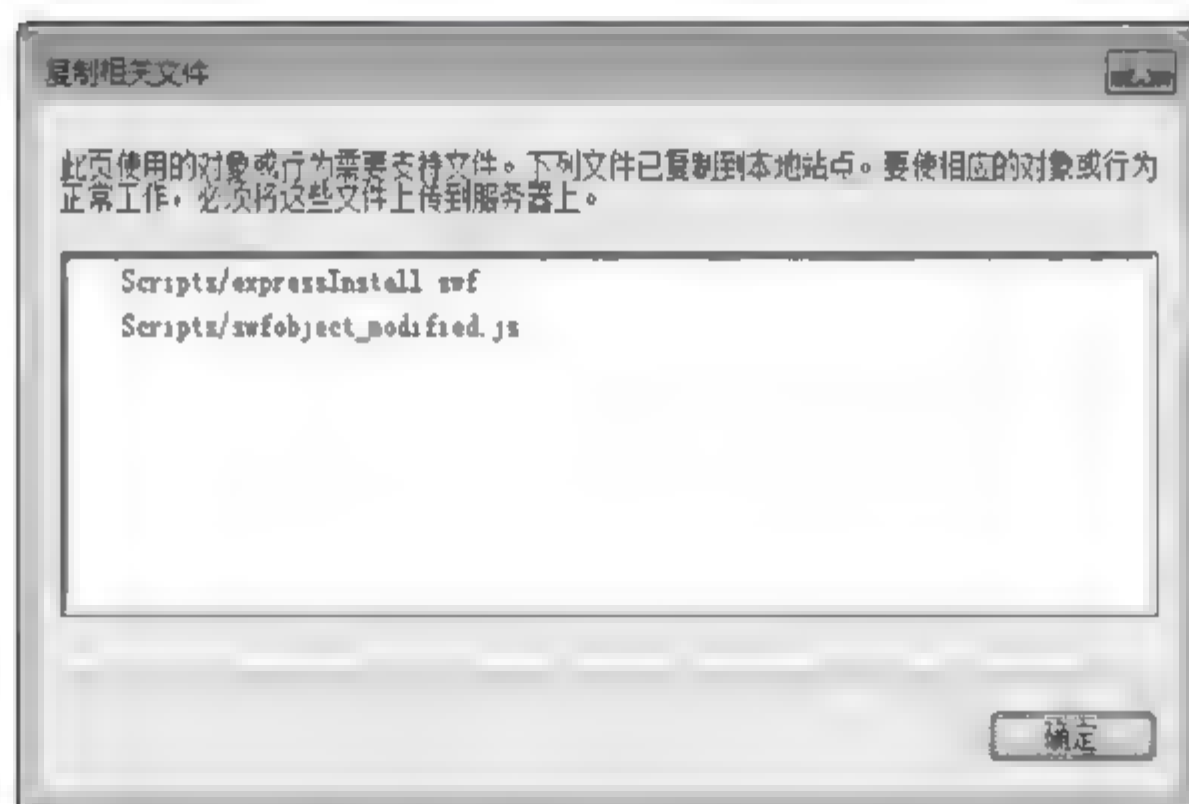 复制相关文件
此页使用的对象或行为需要支持文件。下列文件已复制到本地站点。要使相应的对象或行为
正常工作，必须将这些文件上传到服务器上。
Scripts/expressInstall swf
Scripts/swfobject_modified.js
确定